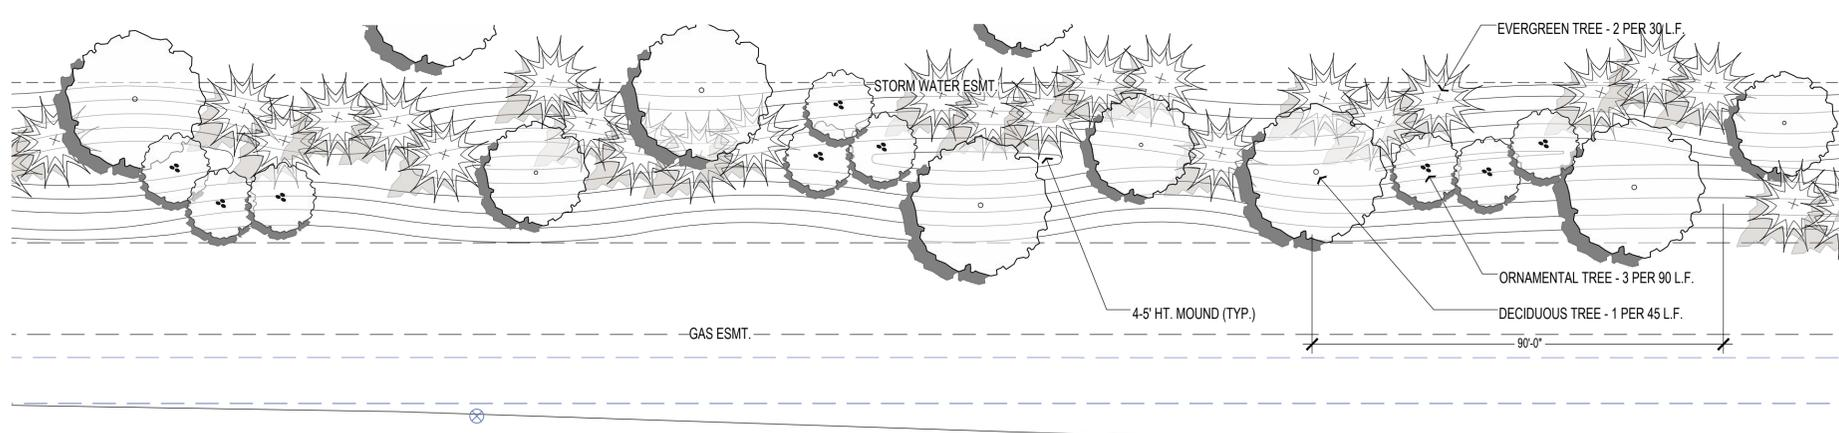 EVERGREEN TREE - 2 PER 30 L.F.
STORM WATER ESMT.
ORNAMENTAL TREE - 3 PER 90 L.F.
4-5' HT. MOUND (TYP.)
DECIDUOUS TREE - 1 PER 45 L.F.
GAS ESMT.
90'-0"